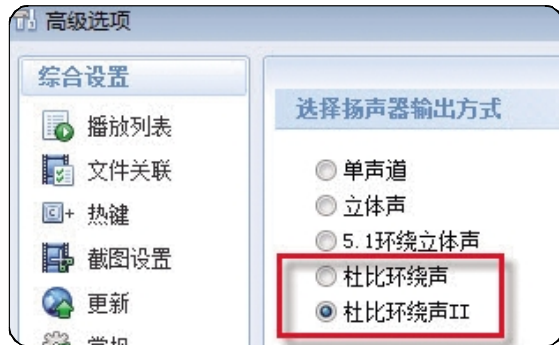 高级选项
综合设置
播放列表
文件关联
热键
截图设置
更新
常规
选择扬声器输出方式
单声道
立体声
5.1环绕立体声
杜比环绕声
杜比环绕声II